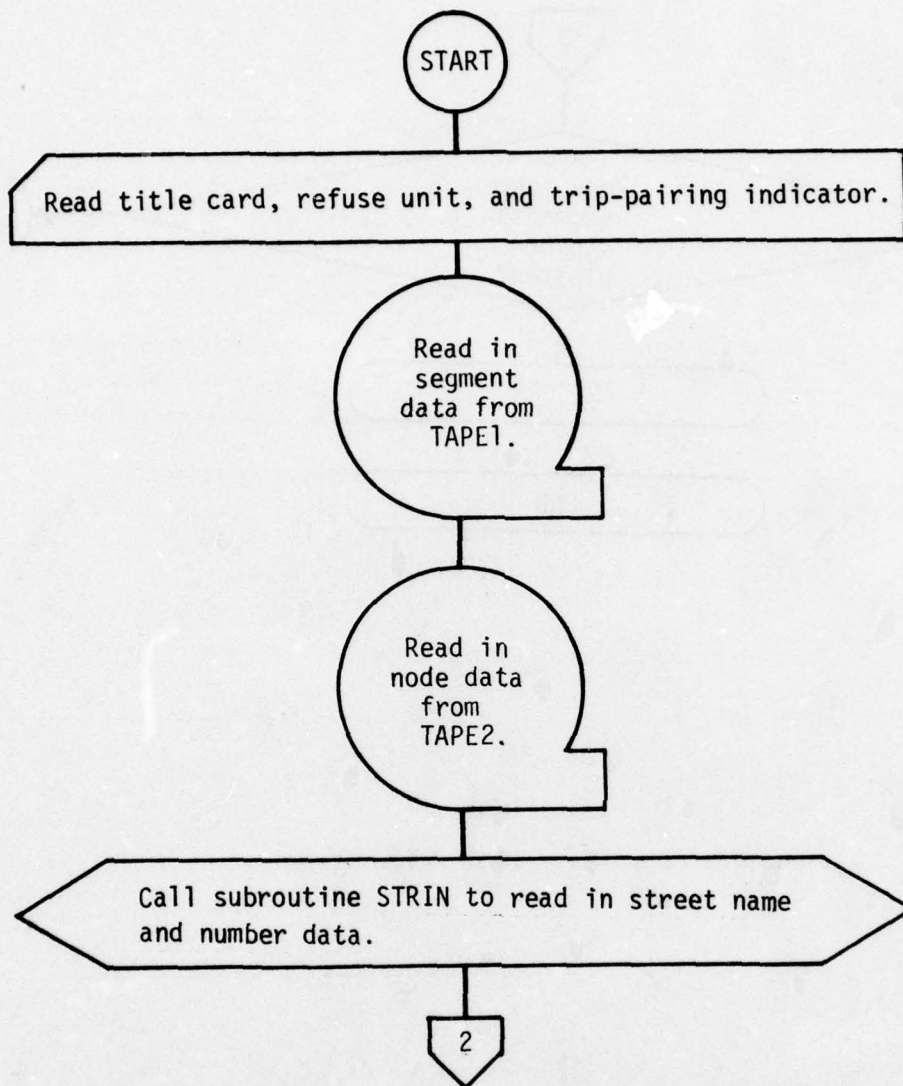 START
Read title card, refuse unit, and trip-pairing indicator.
Read in
segment
data from
TAPE1.
Read in
node data
from
TAPE2.
Call subroutine STRIN to read in street name
and number data.
2